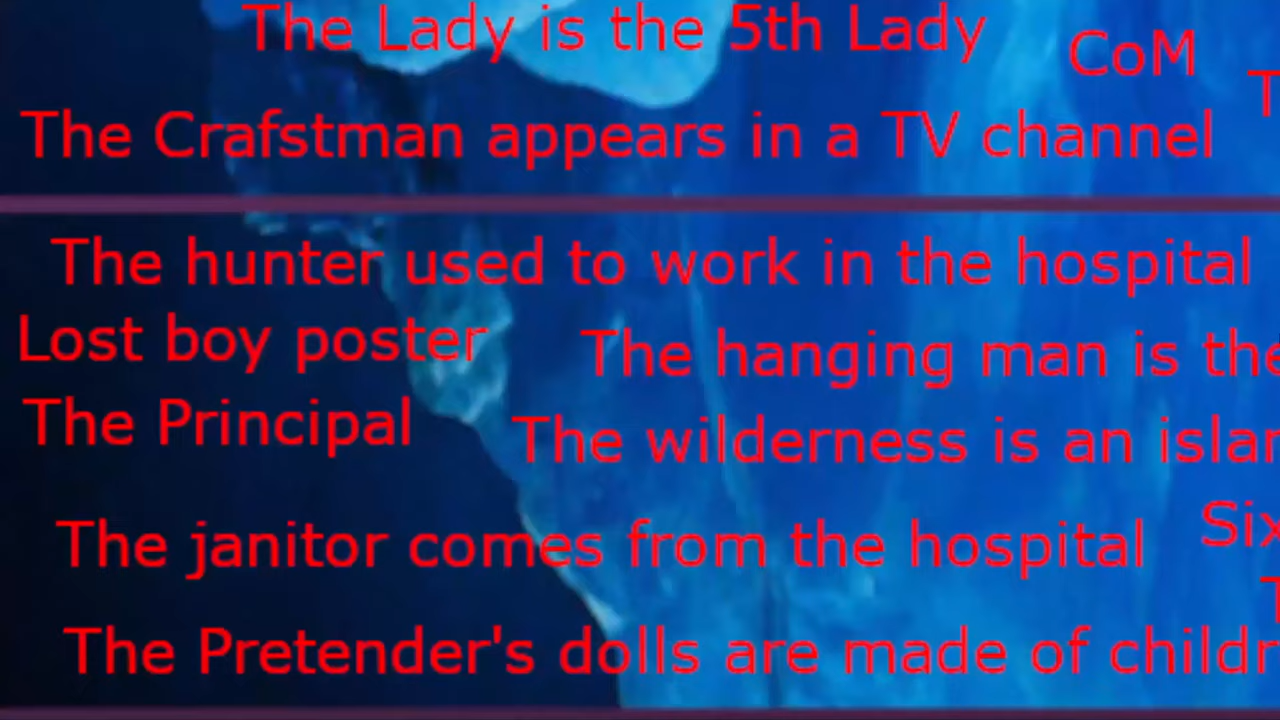 The Lady is the 5th Lady
CoM
T
The Crafstman appears in a TV channel
The hunter used to work in the hospital
Lost boy poster
The hanging man is the
The Principal
The wilderness is an islan
Six
The janitor comes from the hospital
T
The Pretender's dolls are made of childr